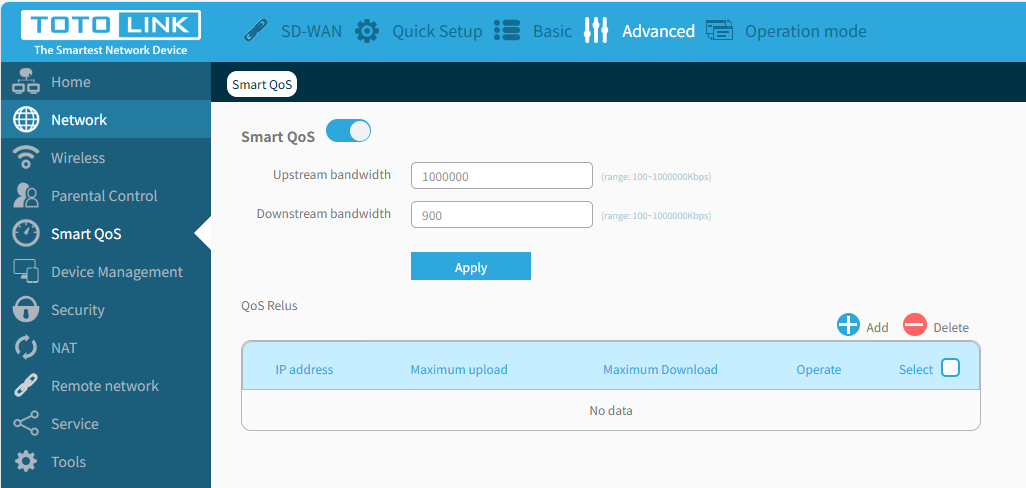 TOTO LINK
The Smartest Network Device
SD-WAN Quick Setup Basic Advanced Operation mode
Home
Network
Wireless
Parental Control
Smart QoS
Device Management
Security
NAT
Remote network
Service
Tools
Smart QoS
Smart QoS
Upstream bandwidth 1000000 (range: 100~1000000Kbps)
Downstream bandwidth 900 (range: 100~1000000Kbps)
Apply
QoS Relus
Add Delete
IP address Maximum upload Maximum Download Operate Select
No data